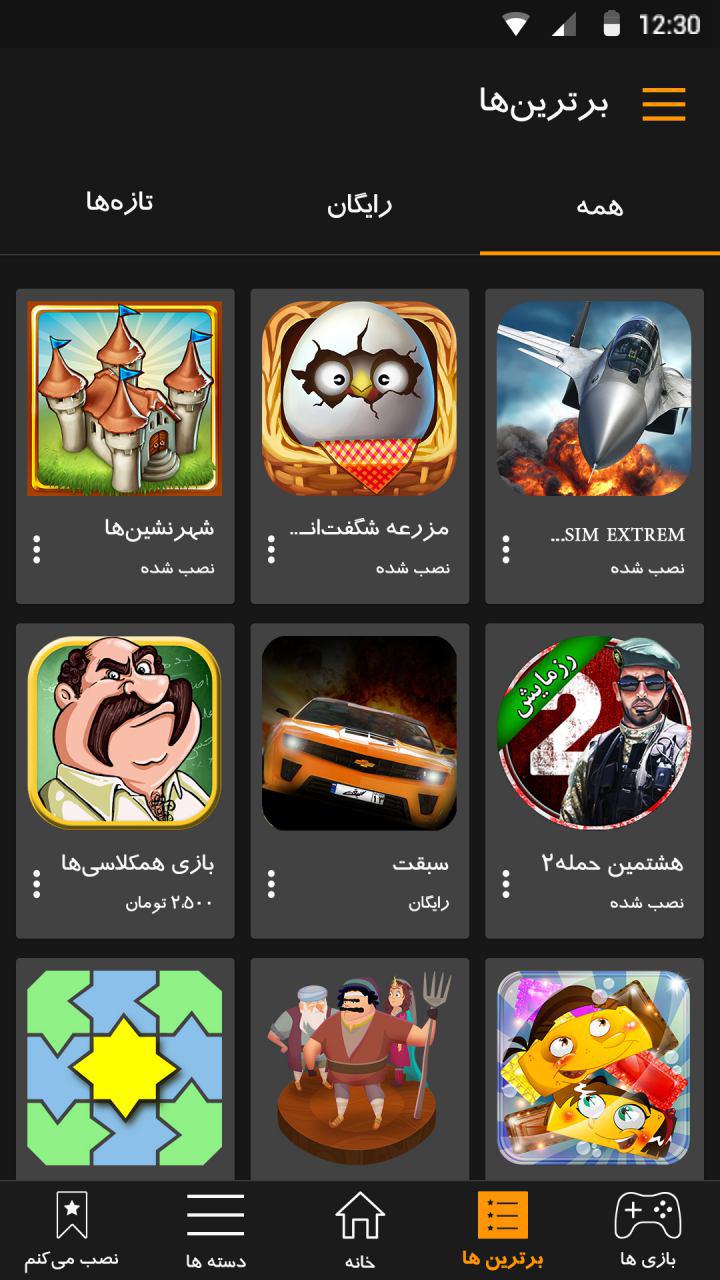 12:30
برترین‌ها
همه
رایگان
تازه‌ها
SIM EXTREM...
نصب شده
مزرعه شگفت‌انـ...
نصب شده
شهرنشین‌ها
نصب شده
رزمایش
2
هشتمین حمله۲
نصب شده
سبقت
رایگان
بازی همکلاسی‌ها
۲،۵۰۰ تومان
بازی ها
برترین ها
خانه
دسته ها
نصب می‌کنم